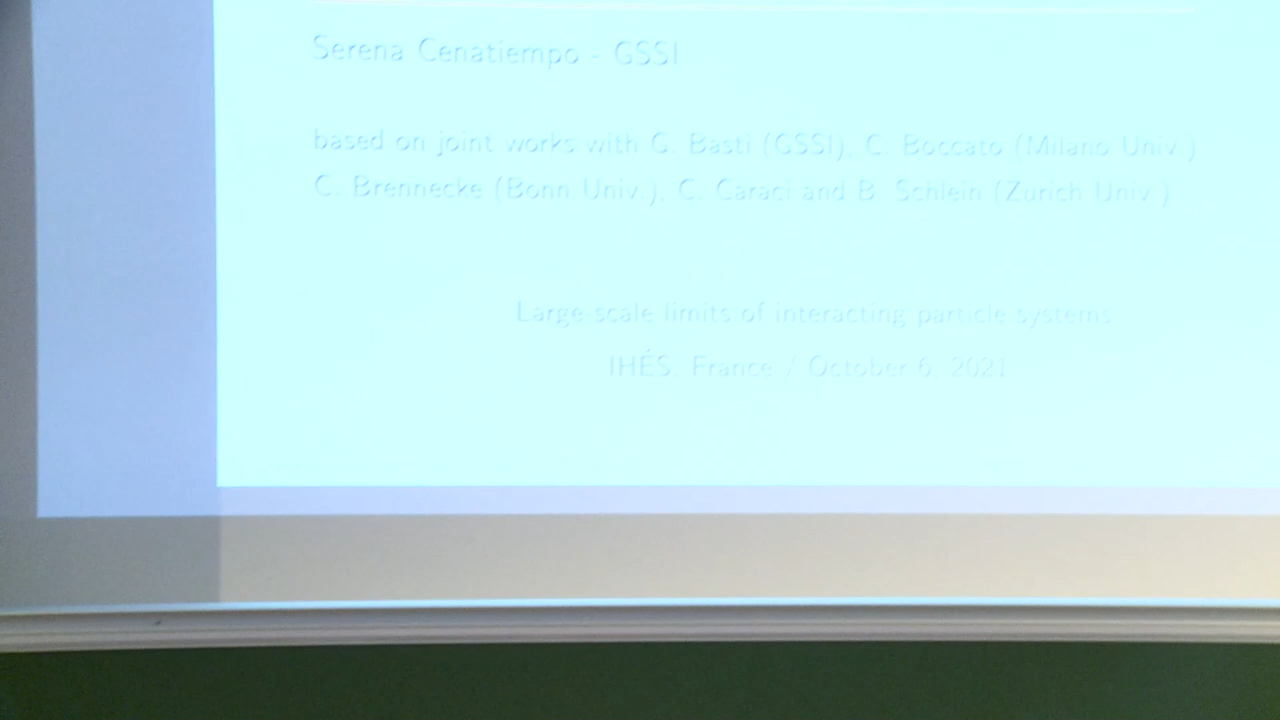 Serena Cenatiempo - GSSI
based on joint works with G. Basti (GSSI), C. Boccato (Milano Univ.)
C. Brennecke (Bonn Univ.), C. Caraci and B. Schlein (Zurich Univ.)
Large-scale limits of interacting particle systems
IHÉS, France / October 6, 2021